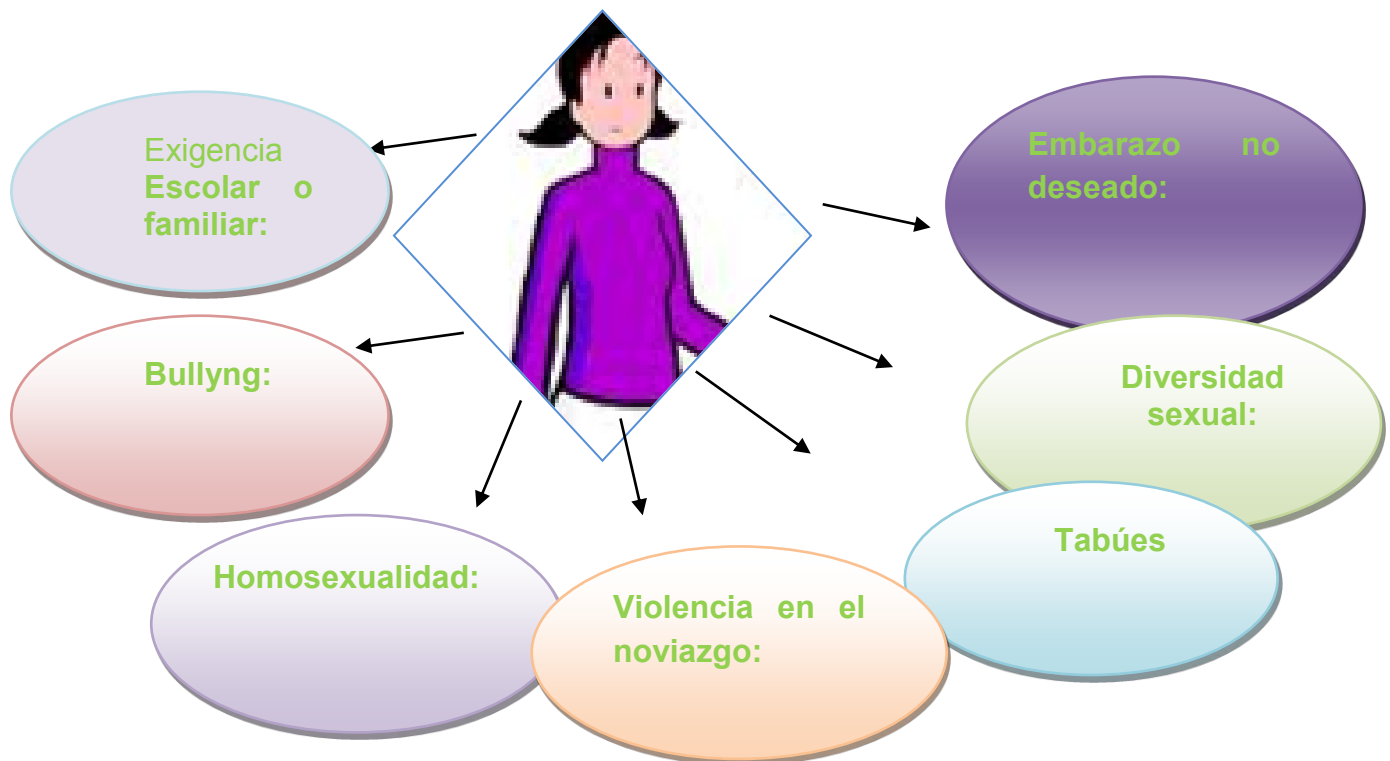 Exigencia
Escolar o
familiar:
Embarazo no
deseado:
Bullyng:
Diversidad
sexual:
Homosexualidad:
Violencia en el
noviazgo:
Tabúes